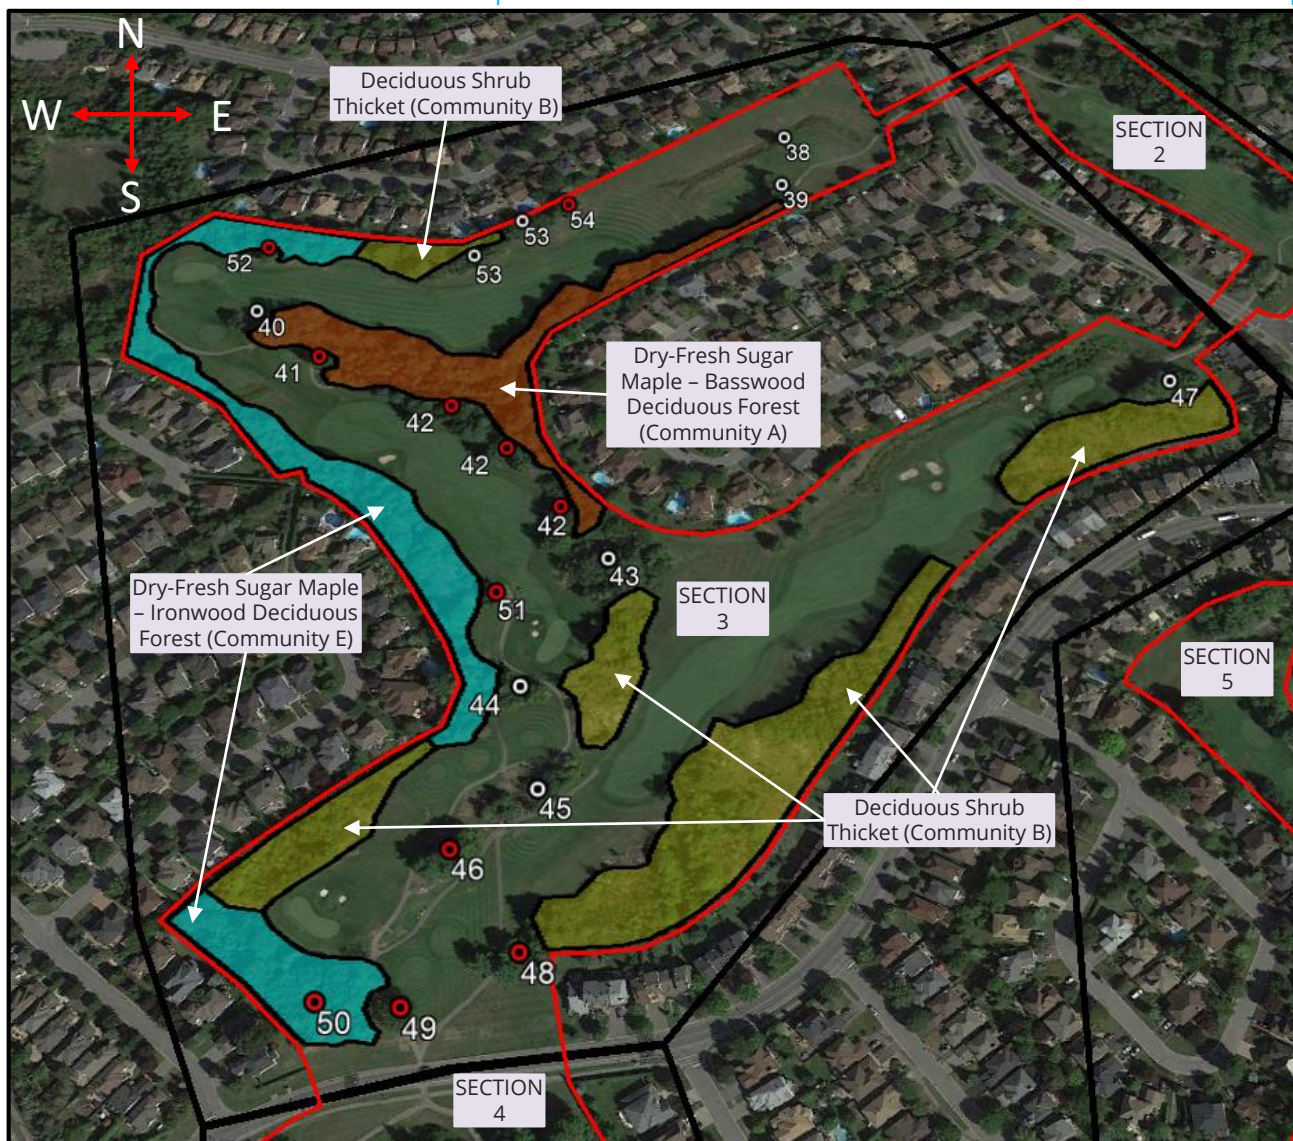 N
W E
S
Deciduous Shrub
Thicket (Community B)
SECTION
2
38
39
54
53
53
52
40
41
Dry-Fresh Sugar
Maple – Basswood
Deciduous Forest
(Community A)
42
42
42
47
43
Dry-Fresh Sugar Maple
– Ironwood Deciduous
Forest (Community E)
51
SECTION
3
SECTION
5
44
45
Deciduous Shrub
Thicket (Community B)
46
48
50
49
SECTION
4